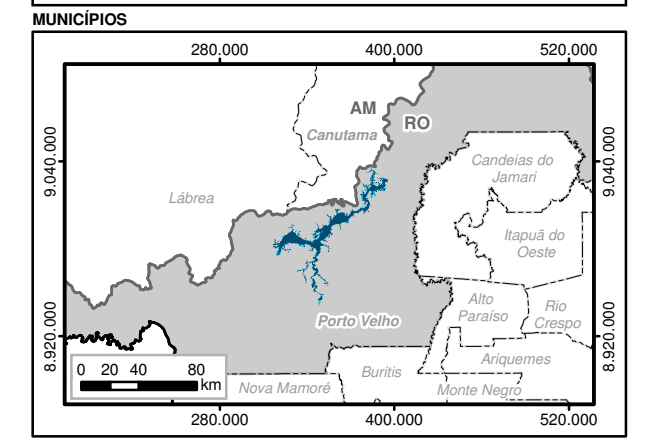 MUNICÍPIOS
280.000 400.000 520.000
AM
RO
Canutama
9.040.000
9.040.000
Candeias do
Jamari
Lábrea
Itapuã do
Oeste
Alto
Paraíso
Rio
Crespo
Porto Velho
8.920.000
8.920.000
Ariquemes
0 20 40 80
km
Buritis
Nova Mamoré
Monte Negro
280.000 400.000 520.000